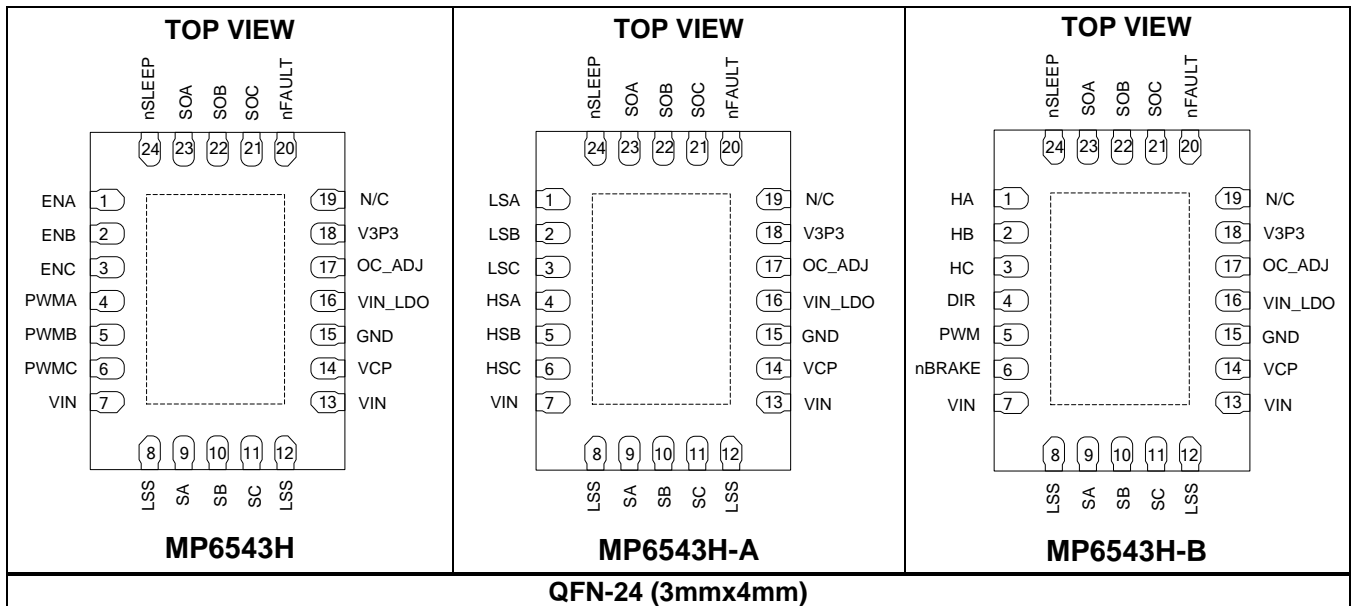 TOP VIEW
nSLEEP
SOA
SOB
SOC
nFAULT
24 23 22 21 20
ENA 1 19 N/C
ENB 2 18 V3P3
ENC 3 17 OC_ADJ
PWMA 4 16 VIN_LDO
PWMB 5 15 GND
PWMC 6 14 VCP
VIN 7 13 VIN
8 9 10 11 12
LSS
SA
SB
SC
LSS
MP6543H
TOP VIEW
nSLEEP
SOA
SOB
SOC
nFAULT
24 23 22 21 20
LSA 1 19 N/C
LSB 2 18 V3P3
LSC 3 17 OC_ADJ
HSA 4 16 VIN_LDO
HSB 5 15 GND
HSC 6 14 VCP
VIN 7 13 VIN
8 9 10 11 12
LSS
SA
SB
SC
LSS
MP6543H-A
TOP VIEW
nSLEEP
SOA
SOB
SOC
nFAULT
24 23 22 21 20
HA 1 19 N/C
HB 2 18 V3P3
HC 3 17 OC_ADJ
DIR 4 16 VIN_LDO
PWM 5 15 GND
nBRAKE 6 14 VCP
VIN 7 13 VIN
8 9 10 11 12
LSS
SA
SB
SC
LSS
MP6543H-B
QFN-24 (3mmx4mm)